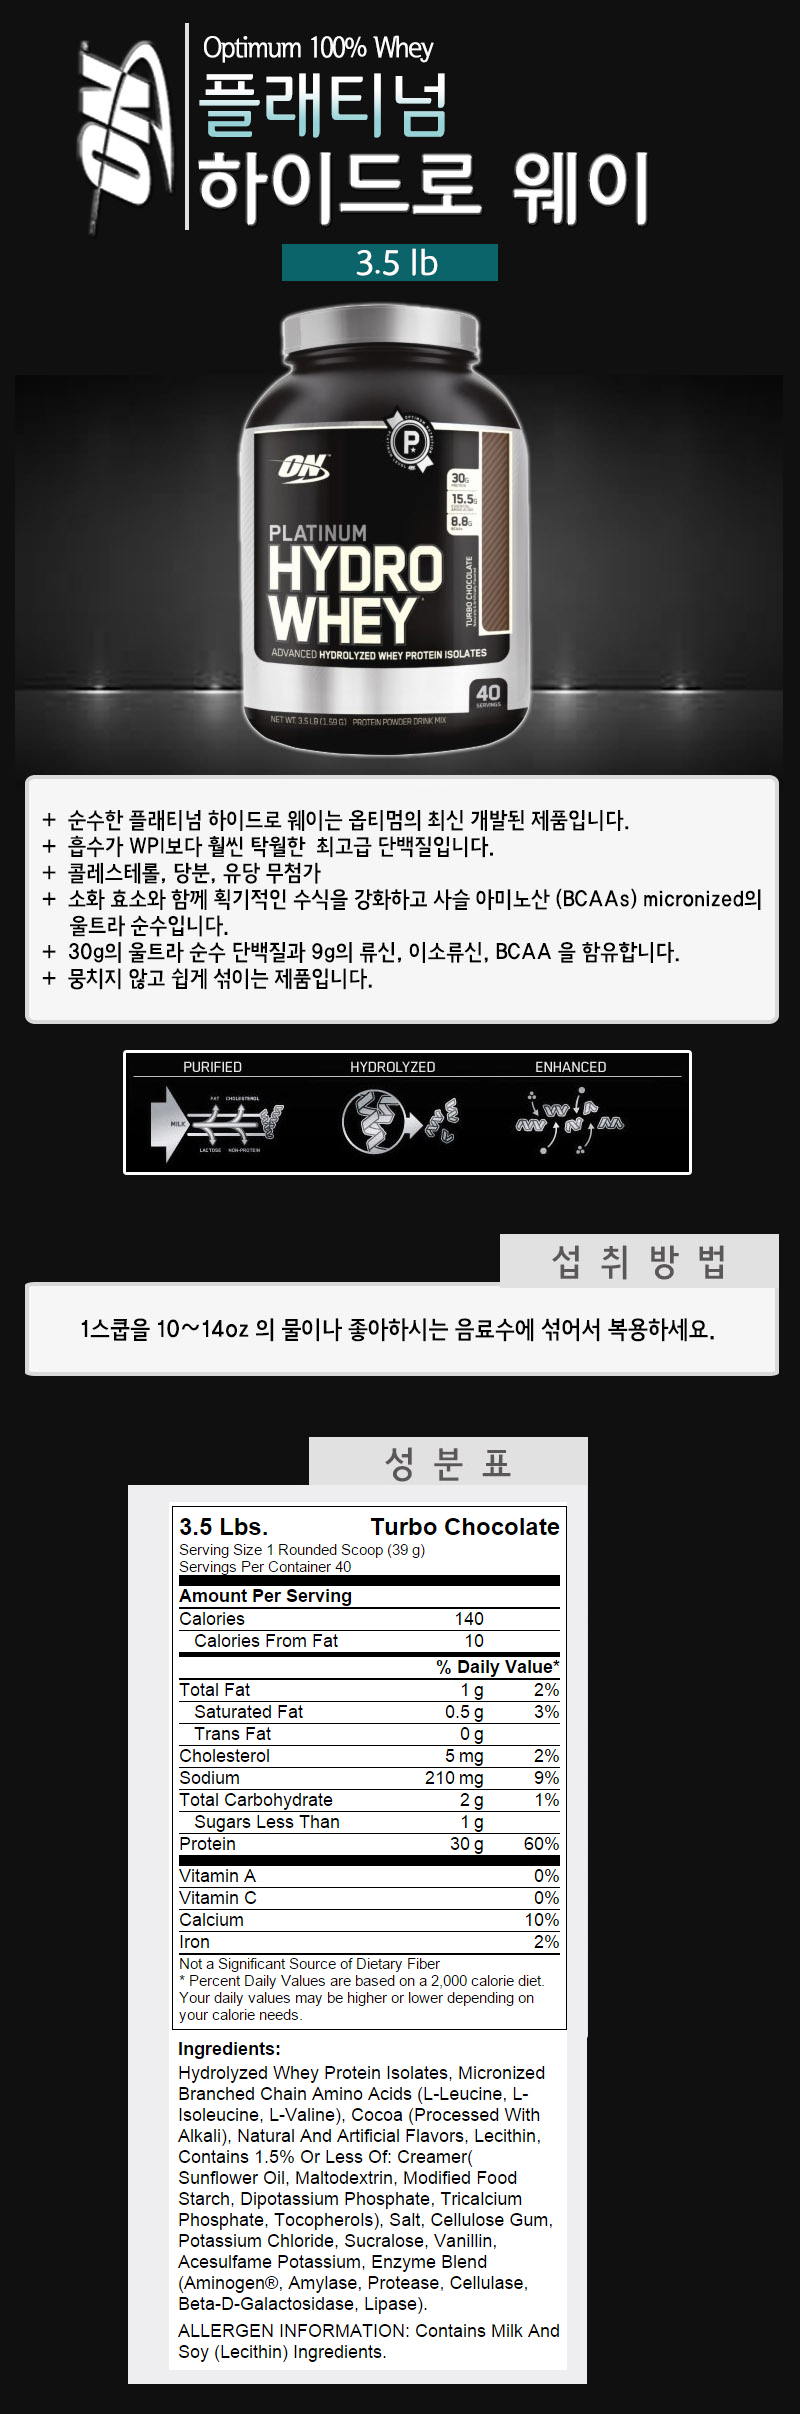 ON
Optimum 100% Whey
플래티넘
하이드로 웨이
3.5 lb
P
ON
30G
15.5G
8.8G
PLATINUM
HYDRO
WHEY
TURBO CHOCOLATE
ADVANCED HYDROLYZED WHEY PROTEIN ISOLATES
40
SERVINGS
NET WT. 3.5 LB (1.59 G) PROTEIN POWDER DRINK MIX
+ 순수한 플래티넘 하이드로 웨이는 옵티멈의 최신 개발된 제품입니다.
+ 흡수가 WPI보다 훨씬 탁월한 최고급 단백질입니다.
+ 콜레스테롤, 당분, 유당 무첨가
+ 소화 효소와 함께 획기적인 수식을 강화하고 사슬 아미노산 (BCAAs) micronized의
울트라 순수입니다.
+ 30g의 울트라 순수 단백질과 9g의 류신, 이소류신, BCAA 을 함유합니다.
+ 뭉치지 않고 쉽게 섞이는 제품입니다.
PURIFIED HYDROLYZED ENHANCED
FAT CHOLESTEROL
MILK
LACTOSE NON-PROTEIN
섭 취 방 법
1스쿱을 10~14oz 의 물이나 좋아하시는 음료수에 섞어서 복용하세요.
성 분 표
3.5 Lbs. Turbo Chocolate
Serving Size 1 Rounded Scoop (39 g)
Servings Per Container 40
Amount Per Serving
Calories 140
Calories From Fat 10
% Daily Value*
Total Fat 1 g 2%
Saturated Fat 0.5 g 3%
Trans Fat 0 g
Cholesterol 5 mg 2%
Sodium 210 mg 9%
Total Carbohydrate 2 g 1%
Sugars Less Than 1 g
Protein 30 g 60%
Vitamin A 0%
Vitamin C 0%
Calcium 10%
Iron 2%
Not a Significant Source of Dietary Fiber
* Percent Daily Values are based on a 2,000 calorie diet.
Your daily values may be higher or lower depending on
your calorie needs.
Ingredients:
Hydrolyzed Whey Protein Isolates, Micronized
Branched Chain Amino Acids (L-Leucine, L-
Isoleucine, L-Valine), Cocoa (Processed With
Alkali), Natural And Artificial Flavors, Lecithin,
Contains 1.5% Or Less Of: Creamer(
Sunflower Oil, Maltodextrin, Modified Food
Starch, Dipotassium Phosphate, Tricalcium
Phosphate, Tocopherols), Salt, Cellulose Gum,
Potassium Chloride, Sucralose, Vanillin,
Acesulfame Potassium, Enzyme Blend
(Aminogen®, Amylase, Protease, Cellulase,
Beta-D-Galactosidase, Lipase).
ALLERGEN INFORMATION: Contains Milk And
Soy (Lecithin) Ingredients.